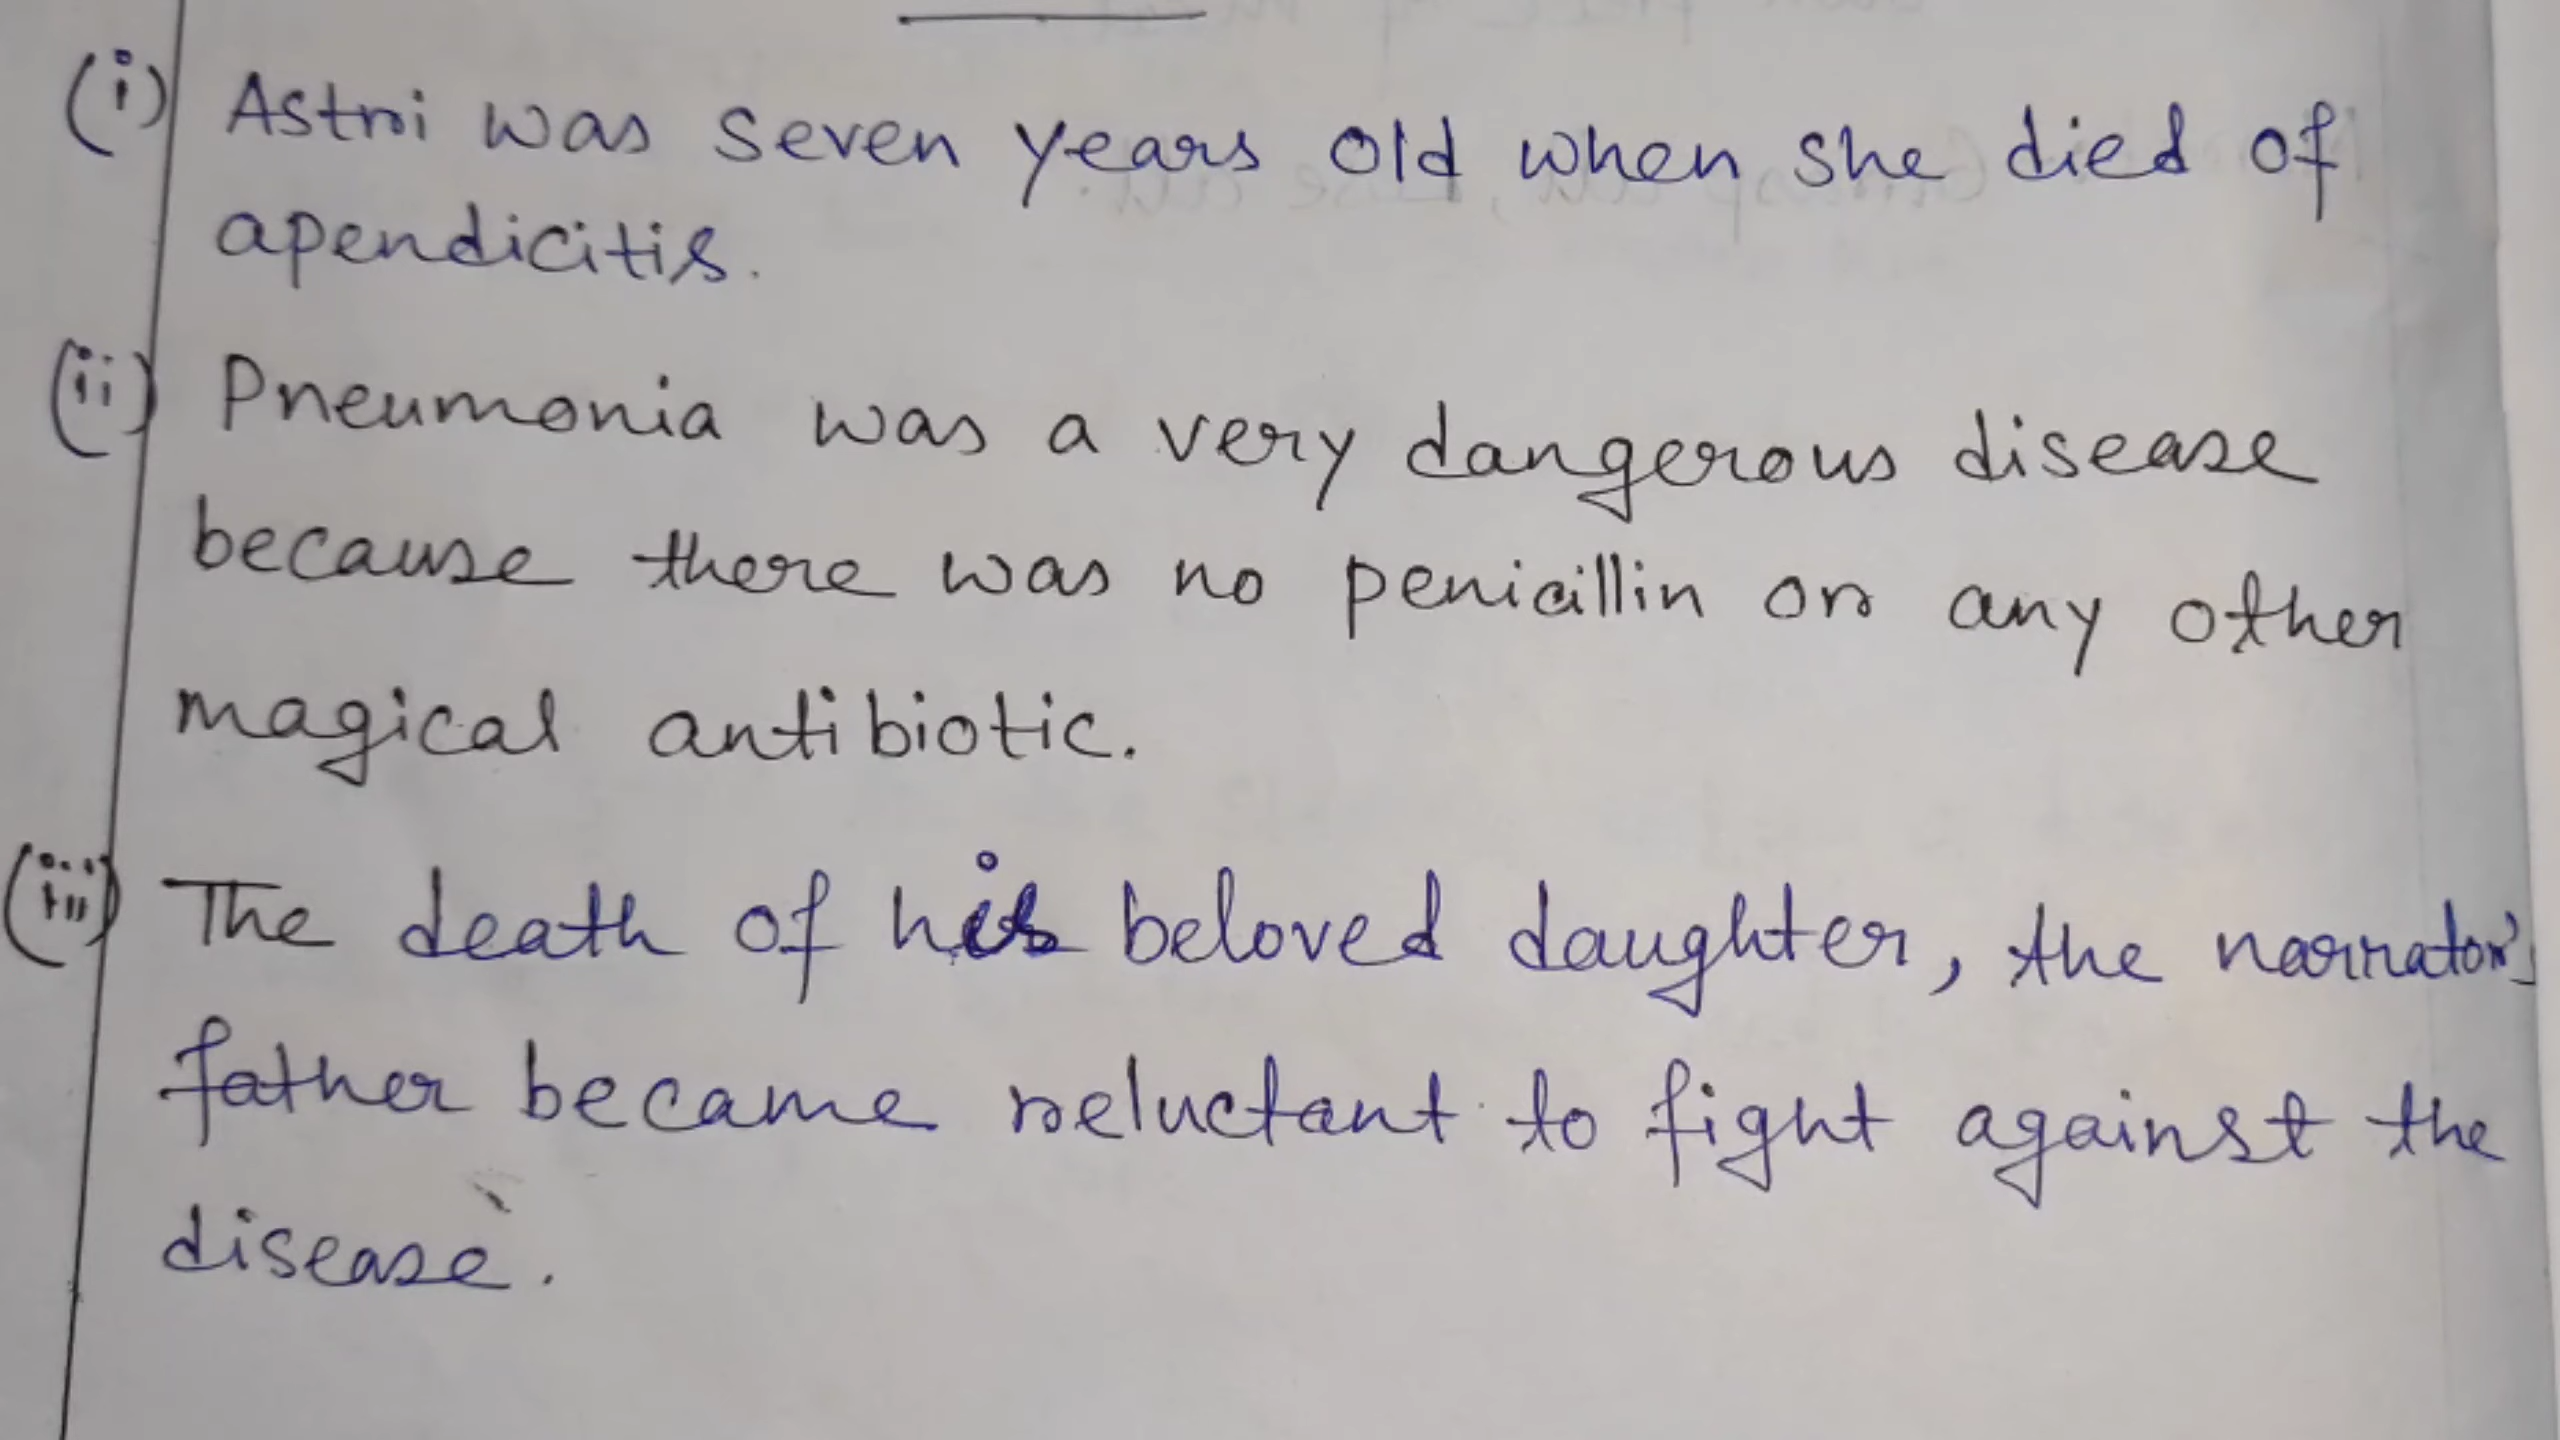 (i) Astri was seven years old when she died of
apendicitis.
(ii) Pneumonia was a very dangerous disease
because there was no penicillin or any other
magical antibiotic.
(iii) The death of his beloved daughter, the narrator's
father became reluctant to fight against the
disease.